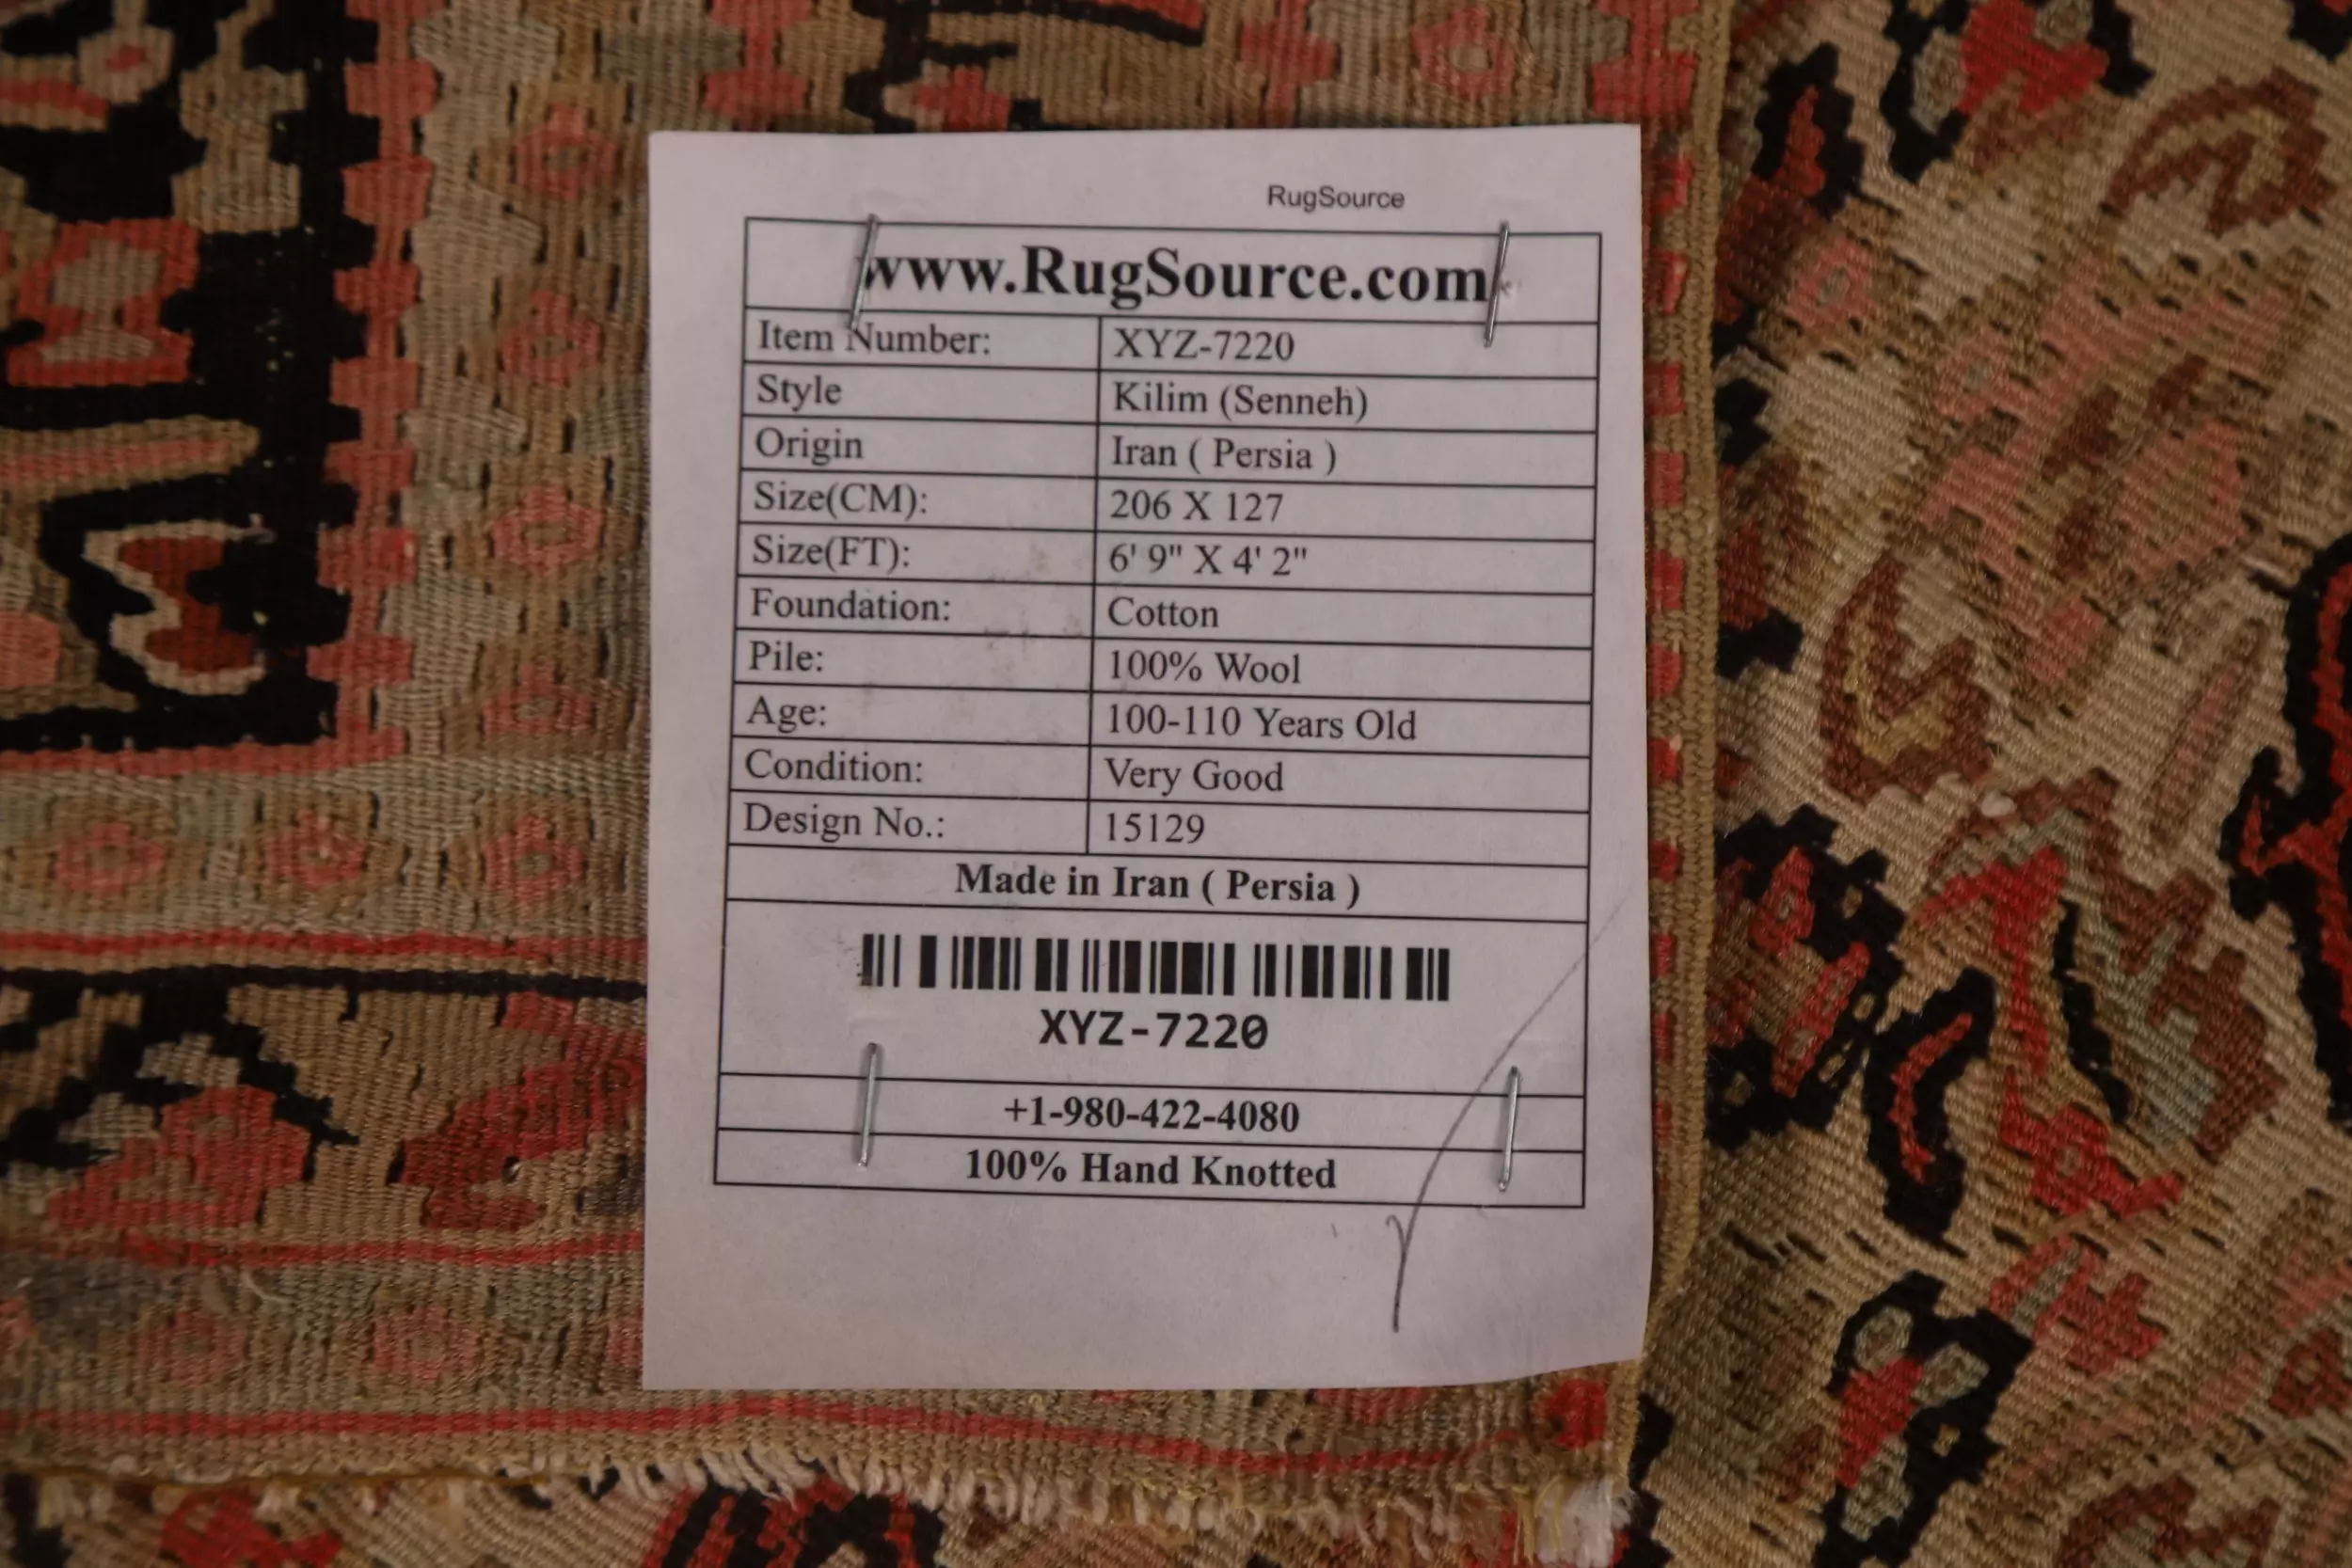 RugSource
www.RugSource.com
Item Number: XYZ-7220
Style Kilim (Senneh)
Origin Iran ( Persia )
Size(CM): 206 X 127
Size(FT): 6' 9" X 4' 2"
Foundation: Cotton
Pile: 100% Wool
Age: 100-110 Years Old
Condition: Very Good
Design No.: 15129
Made in Iran ( Persia )
XYZ-7220
+1-980-422-4080
100% Hand Knotted